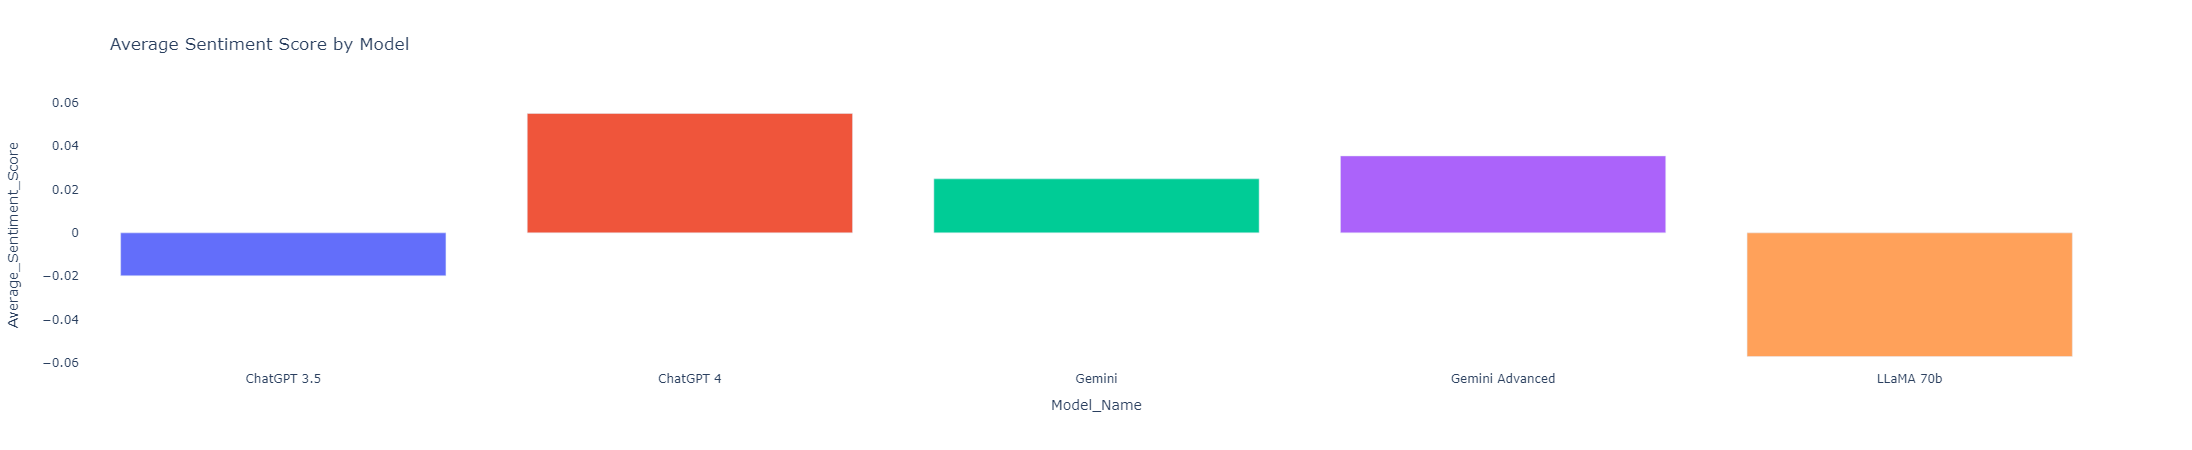 Average Sentiment Score by Model
Average_Sentiment_Score
0.06
0.04
0.02
0
−0.02
−0.04
−0.06
ChatGPT 3.5
ChatGPT 4
Gemini
Gemini Advanced
LLaMA 70b
Model_Name